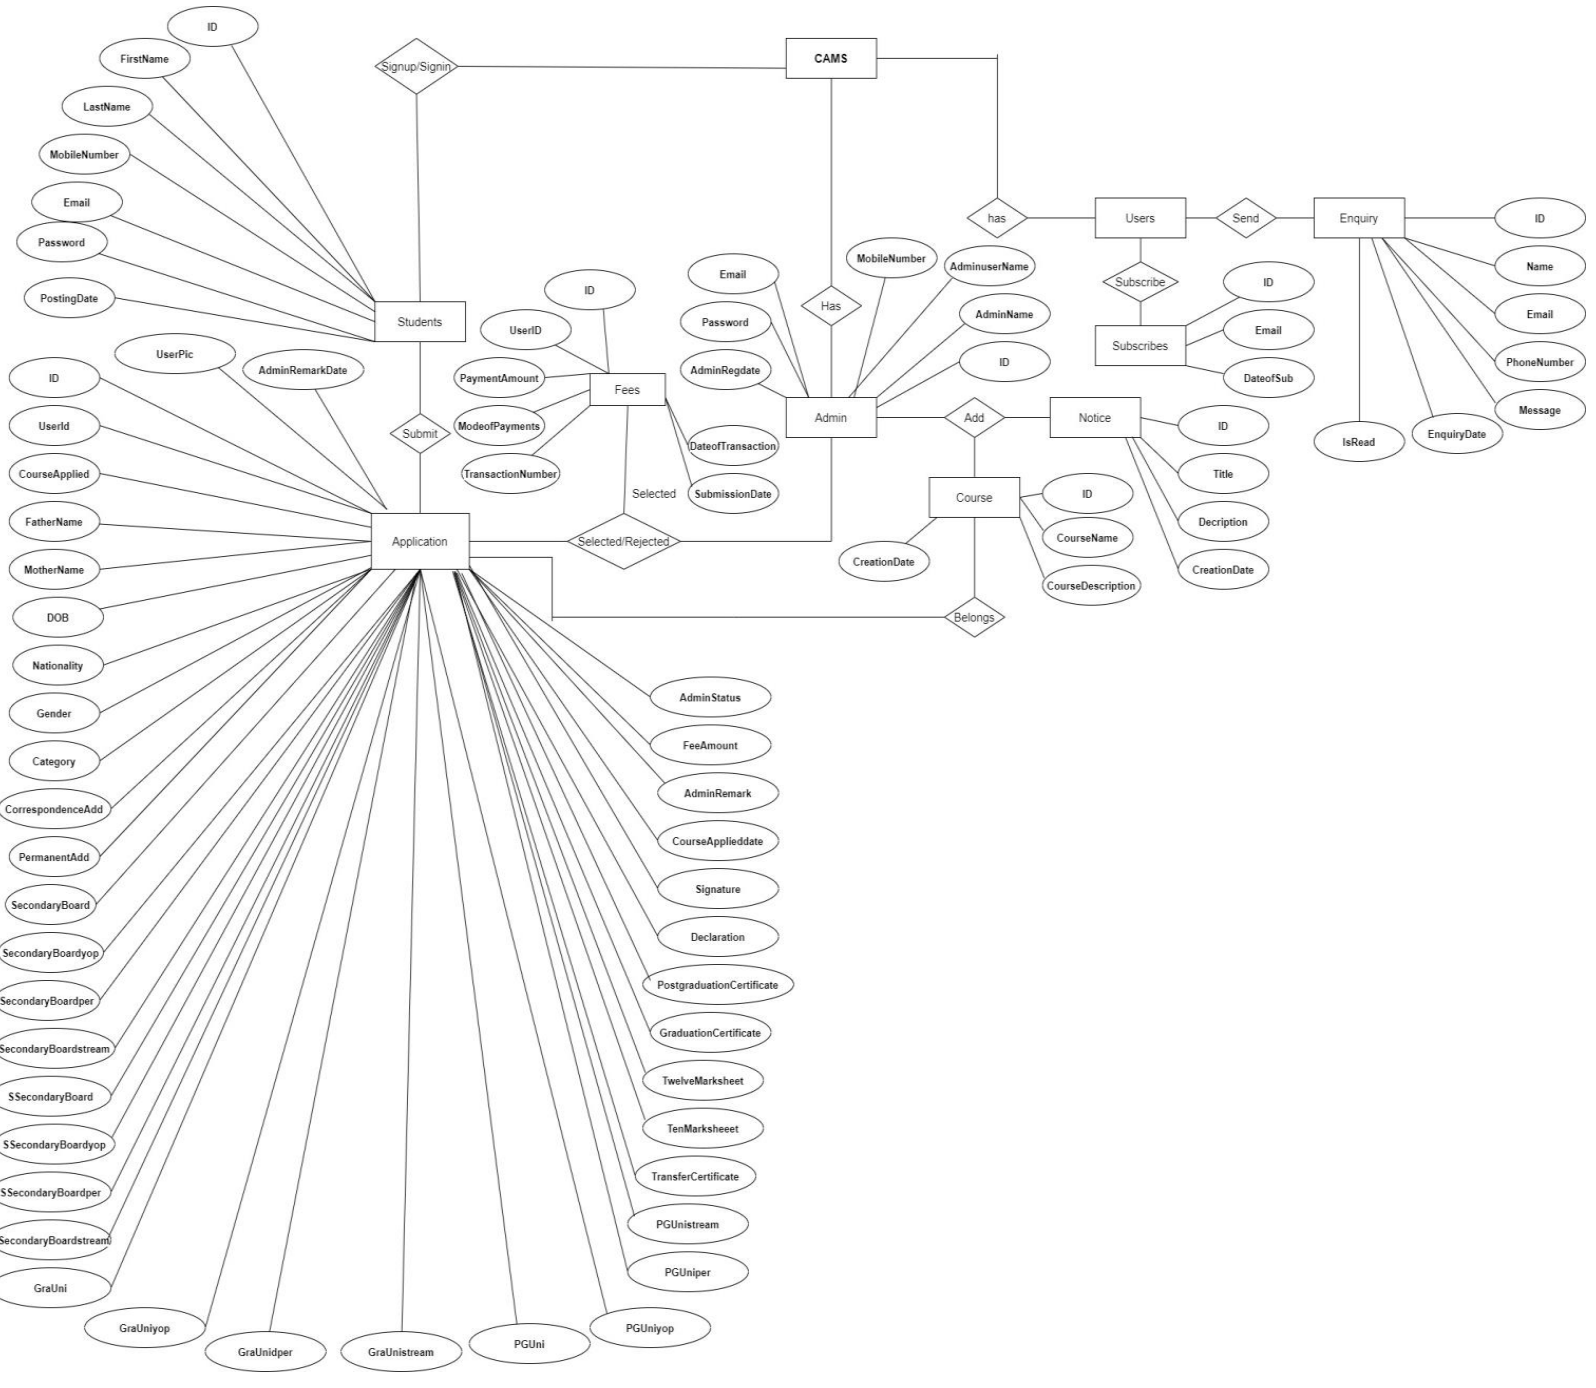 ID
FirstName
LastName
MobileNumber
Email
Password
PostingDate
Signup/Signin
CAMS
Students
has
Users
Send
Enquiry
ID
Name
Email
PhoneNumber
Message
EnquiryDate
IsRead
Subscribe
Subscribes
ID
Email
DateofSub
Has
Email
Password
AdminRegdate
MobileNumber
AdminuserName
AdminName
ID
Admin
Add
Notice
ID
Title
Decription
CreationDate
Course
ID
CourseName
CourseDescription
CreationDate
Belongs
ID
UserID
PaymentAmount
ModeofPayments
TransactionNumber
Fees
DateofTransaction
SubmissionDate
Selected
Selected/Rejected
Submit
Application
UserPic
AdminRemarkDate
ID
UserId
CourseApplied
FatherName
MotherName
DOB
Nationality
Gender
Category
CorrespondenceAdd
PermanentAdd
SecondaryBoard
SecondaryBoardyop
SecondaryBoardper
SecondaryBoardstream
SSecondaryBoard
SSecondaryBoardyop
SSecondaryBoardper
SecondaryBoardstream
GraUni
GraUniyop
GraUnidper
GraUnistream
PGUni
PGUniyop
PGUniper
PGUnistream
TransferCertificate
TenMarksheeet
TwelveMarksheet
GraduationCertificate
PostgraduationCertificate
Declaration
Signature
CourseApplieddate
AdminRemark
FeeAmount
AdminStatus